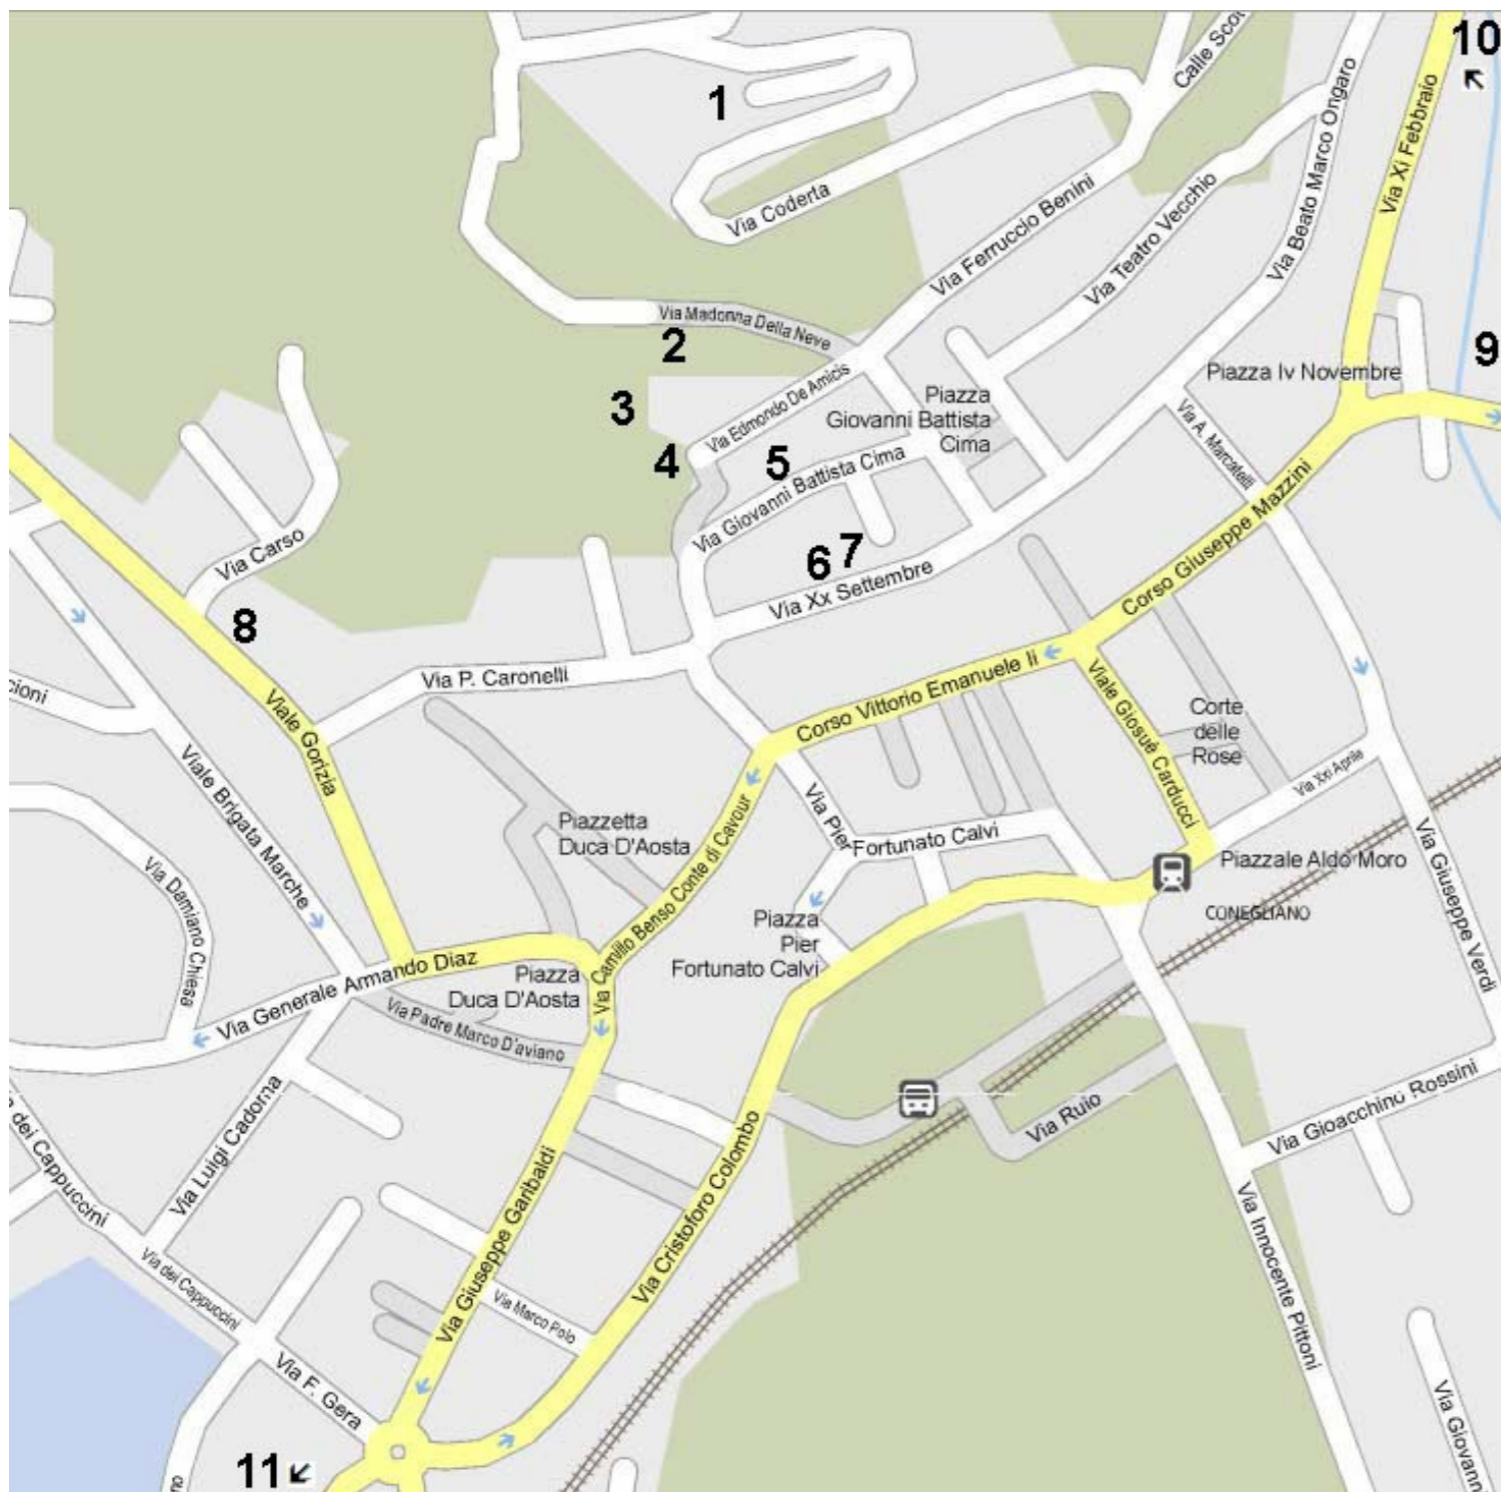 10
1
Calle Scot
Via Xi Febbraio
Via Beato Marco Ongaro
Via Coderta
Via Ferruccio Benini
Via Teatro Vecchio
Via Madonna Della Neve
2
9
Piazza Iv Novembre
Via Edmondo De Amicis
3
Piazza
Giovanni Battista
Cima
Via A. Marcatelli
4
5
Via Giovanni Battista Cima
Via Carso
6
7
Via Xx Settembre
Corso Giuseppe Mazzini
8
Via P. Caronelli
Corso Vittorio Emanuele Ii
Viale Giosuè Carducci
Corte
delle
Rose
cioni
Viale Gorizia
Viale Brigata Marche
Via Xxi Aprile
Piazzetta
Duca D'Aosta
Via Camillo Benso Conte di Cavour
Via Pier
Fortunato Calvi
Piazzale Aldo Moro
Via Giuseppe Verdi
CONEGLIANO
Via Damiano Chiesa
Piazza
Pier
Fortunato Calvi
Via Generale Armando Diaz
Piazza
Duca D'Aosta
Via Padre Marco D'aviano
Via Ruio
Via Gioacchino Rossini
dei Cappuccini
Via Luigi Cadorna
Via Giuseppe Garibaldi
Via Cristoforo Colombo
Via Innocente Pittoni
Via dei Cappuccini
Via Marco Polo
Via F. Gera
Via Giovann
11